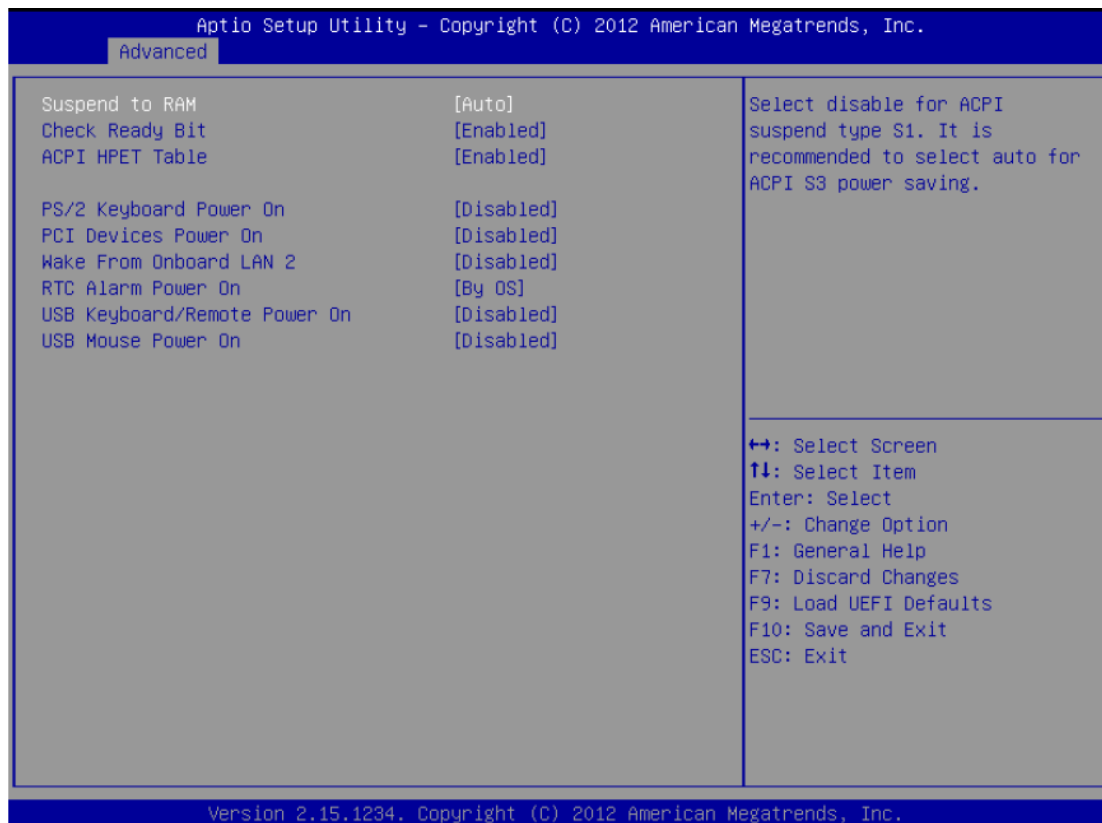 Aptio Setup Utility – Copyright (C) 2012 American Megatrends, Inc.
Advanced
Suspend to RAM [Auto]
Check Ready Bit [Enabled]
ACPI HPET Table [Enabled]
PS/2 Keyboard Power On [Disabled]
PCI Devices Power On [Disabled]
Wake From Onboard LAN 2 [Disabled]
RTC Alarm Power On [By OS]
USB Keyboard/Remote Power On [Disabled]
USB Mouse Power On [Disabled]
Select disable for ACPI
suspend type S1. It is
recommended to select auto for
ACPI S3 power saving.
↔: Select Screen
↑↓: Select Item
Enter: Select
+/-: Change Option
F1: General Help
F7: Discard Changes
F9: Load UEFI Defaults
F10: Save and Exit
ESC: Exit
Version 2.15.1234. Copyright (C) 2012 American Megatrends, Inc.